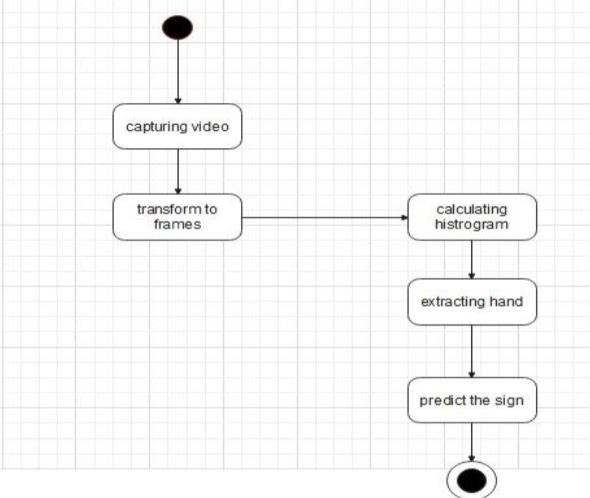 capturing video
transform to
frames
calculating
histrogram
extracting hand
predict the sign